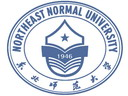 NORTHEAST NORMAL UNIVERSITY
1946
东北师范大学